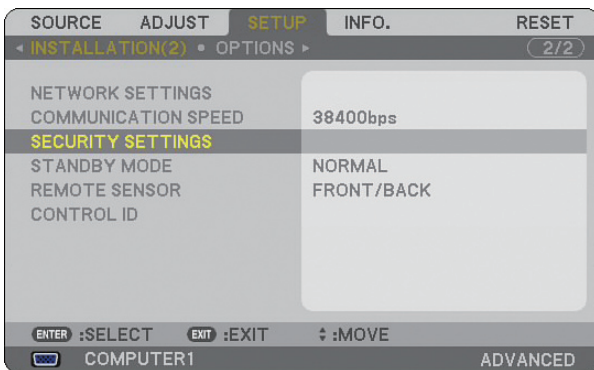 SOURCE ADJUST SETUP INFO. RESET
INSTALLATION(2) • OPTIONS 2/2
NETWORK SETTINGS
COMMUNICATION SPEED 38400bps
SECURITY SETTINGS
STANDBY MODE NORMAL
REMOTE SENSOR FRONT/BACK
CONTROL ID
ENTER :SELECT EXIT :EXIT :MOVE
COMPUTER1 ADVANCED